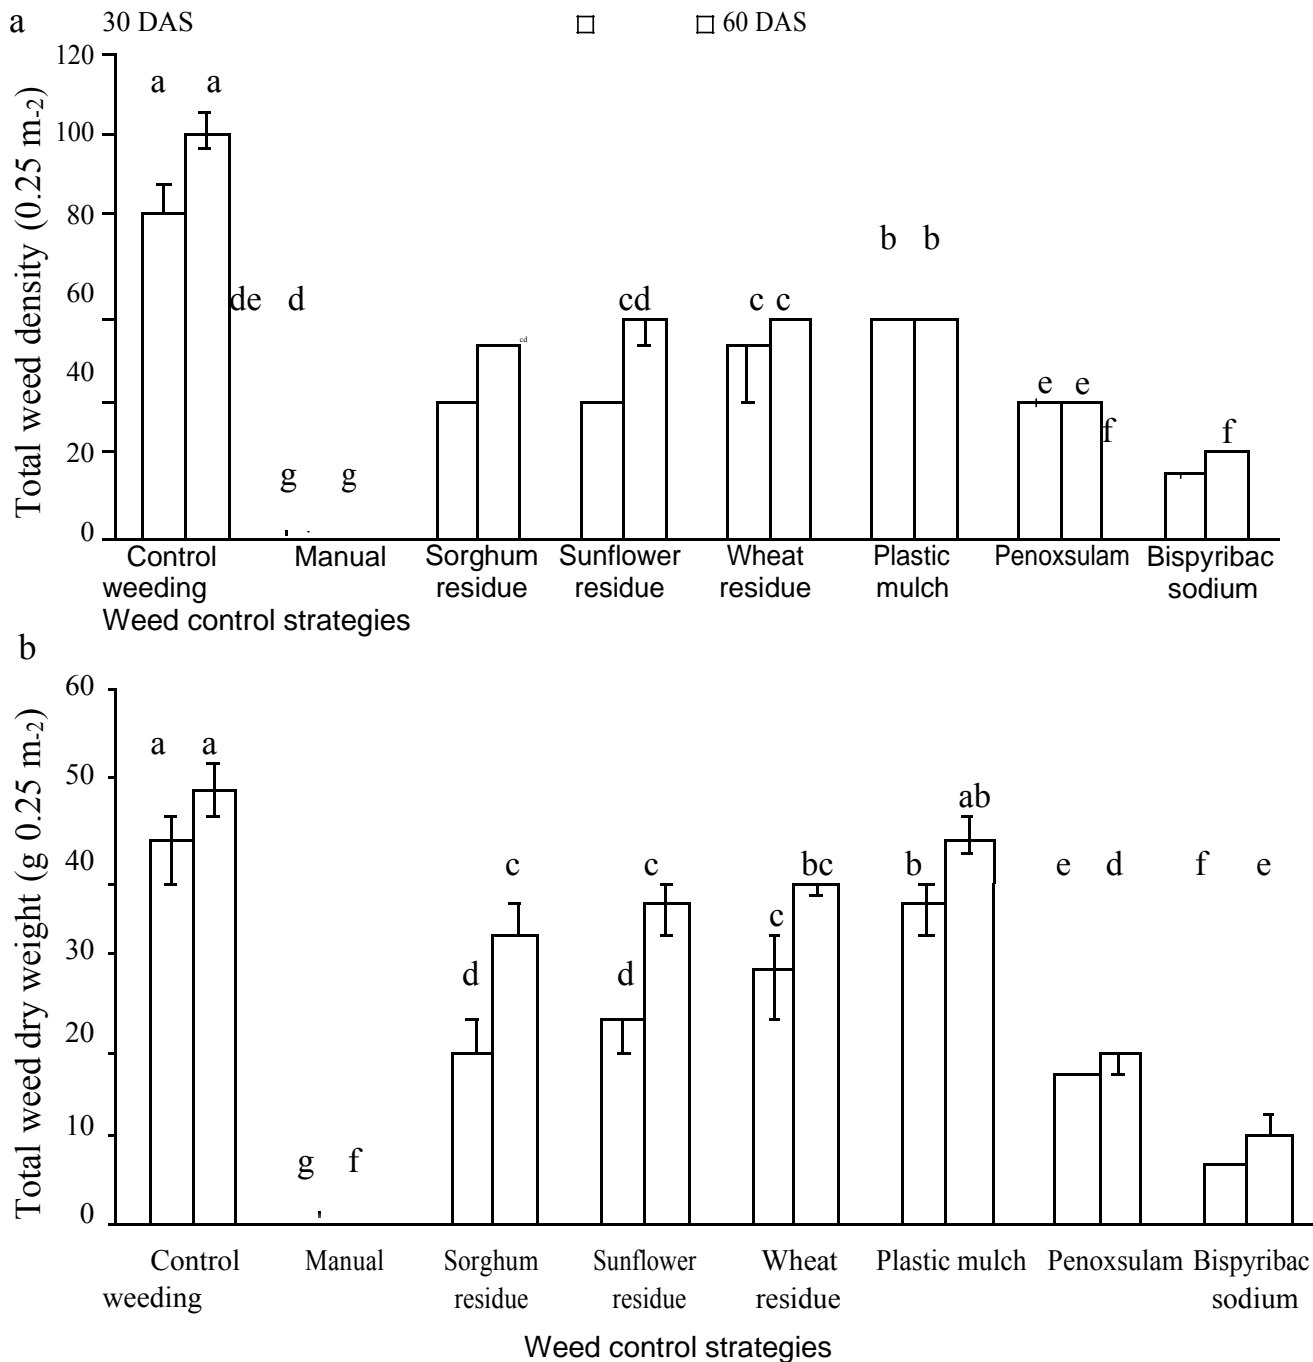 a
30 DAS □ □ 60 DAS
Total weed density (0.25 m-2)
120
100
80
60
40
20
0
a a
de d
g g
cd
cd
c c
b b
e e
f
f
Control Manual Sorghum Sunflower Wheat Plastic Penoxsulam Bispyribac
weeding residue residue residue mulch sodium
Weed control strategies
b
Total weed dry weight (g 0.25 m-2)
60
50
40
30
20
10
0
a a
g f
d c
d c
c bc
b ab
e d
f e
Control Manual Sorghum Sunflower Wheat Plastic mulch Penoxsulam Bispyribac
weeding residue residue residue sodium
Weed control strategies